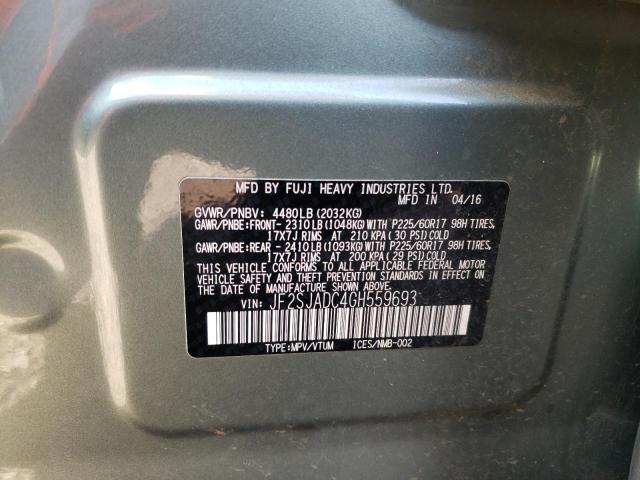 MFD BY FUJI HEAVY INDUSTRIES LTD.
MFD IN 04/16
GVWR/PNBV: 4480LB (2032KG)
GAWR/PNBE:FRONT- 2310LB (1048KG) WITH P225/60R17 98H TIRES,
17X7J RIMS AT 210 KPA (30 PSI) COLD
GAWR/PNBE:REAR - 2410LB (1093KG) WITH P225/60R17 98H TIRES,
17X7J RIMS AT 200 KPA (29 PSI) COLD
THIS VEHICLE CONFORMS TO ALL APPLICABLE FEDERAL MOTOR
VEHICLE SAFETY AND THEFT PREVENTION STANDARDS IN EFFECT ON
THE DATE OF MANUFACTURE SHOWN ABOVE.
VIN: JF2SJADC4GH559693
TYPE:MPV/VTUM ICES/NMB-002